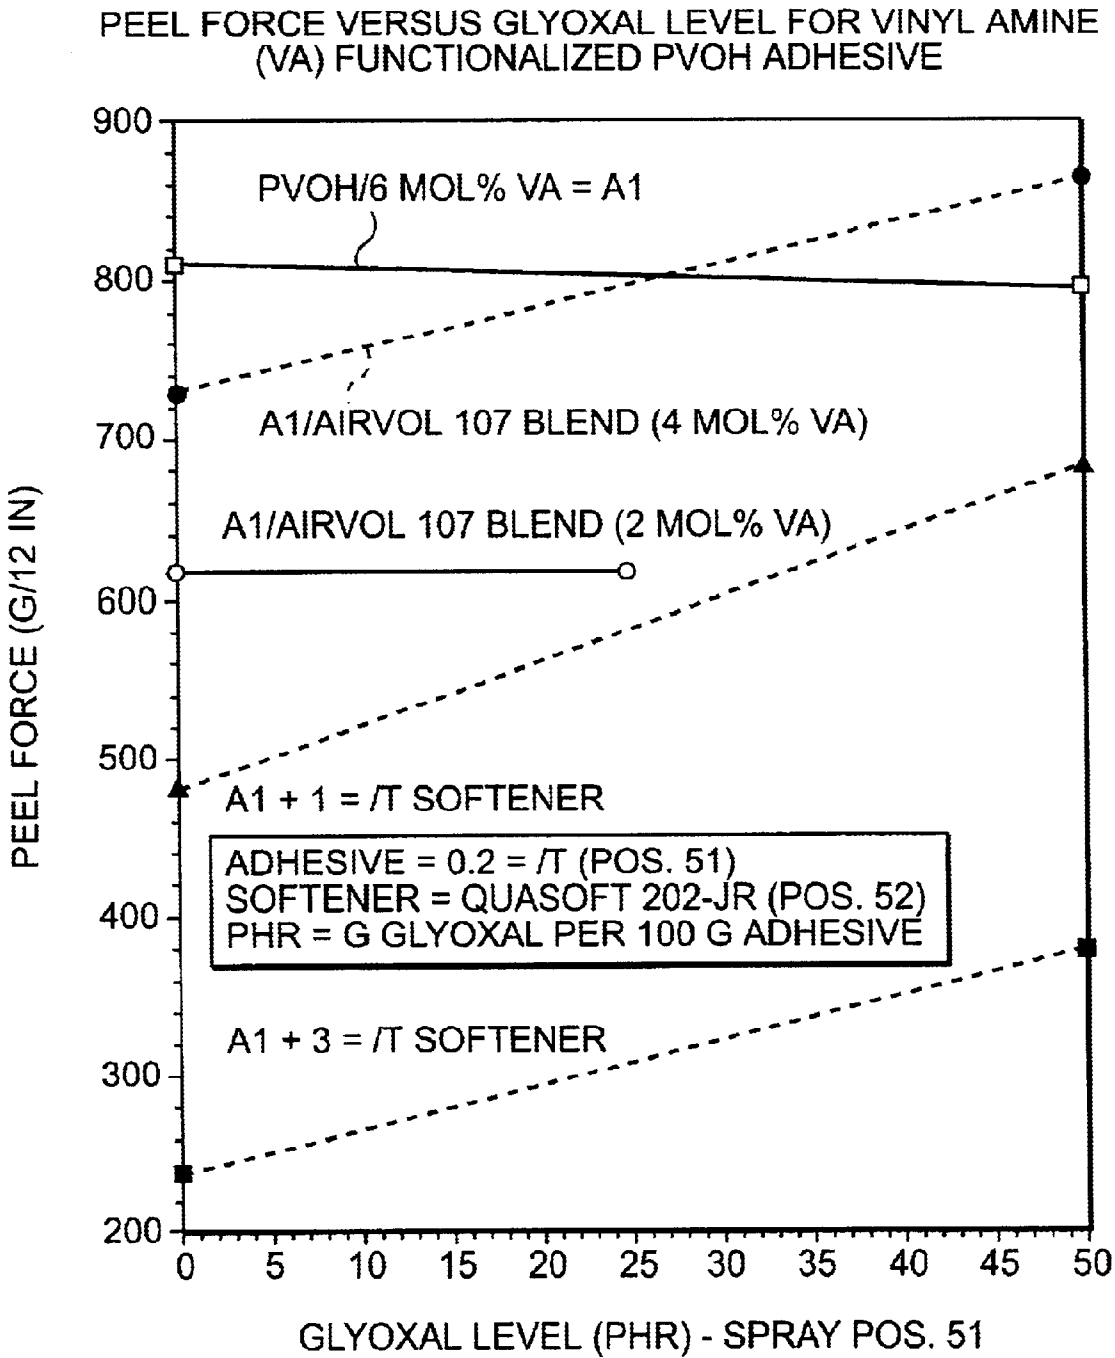 PEEL FORCE VERSUS GLYOXAL LEVEL FOR VINYL AMINE
(VA) FUNCTIONALIZED PVOH ADHESIVE
900
800
700
600
500
400
300
200
PEEL FORCE (G/12 IN)
PVOH/6 MOL% VA = A1
A1/AIRVOL 107 BLEND (4 MOL% VA)
A1/AIRVOL 107 BLEND (2 MOL% VA)
A1 + 1 = /T SOFTENER
ADHESIVE = 0.2 = /T (POS. 51)
SOFTENER = QUASOFT 202-JR (POS. 52)
PHR = G GLYOXAL PER 100 G ADHESIVE
A1 + 3 = /T SOFTENER
0 5 10 15 20 25 30 35 40 45 50
GLYOXAL LEVEL (PHR) - SPRAY POS. 51